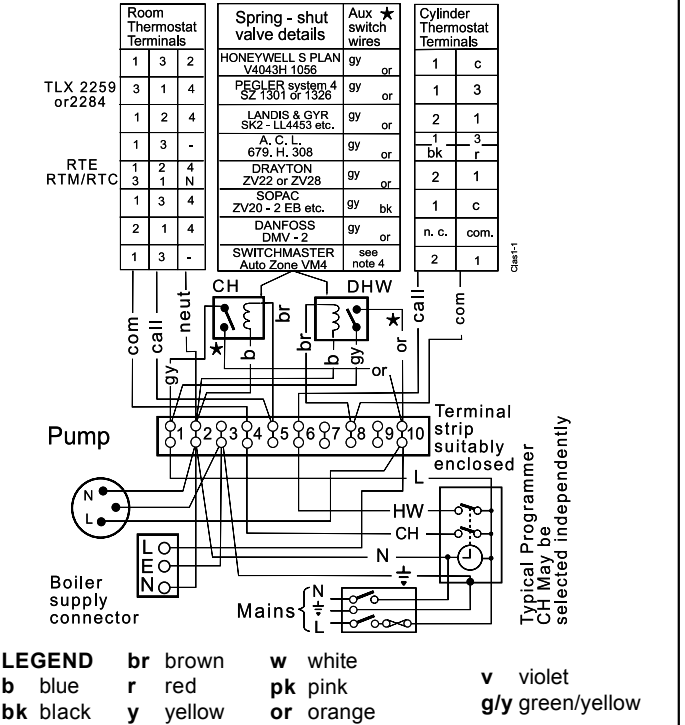 Room Thermostat Terminals
Spring - shut valve details
Aux ★ switch wires
Cylinder Thermostat Terminals
1 3 2 HONEYWELL S PLAN V4043H 1056 gy or 1 c
TLX 2259 or2284 3 1 4 PEGLER system 4 SZ 1301 or 1326 gy or 1 3
1 2 4 LANDIS & GYR SK2 - LL4453 etc. gy or 2 1
1 3 - A. C. L. 679. H. 308 gy or 1 bk 3 r
RTE RTM/RTC 1 3 2 1 4 N DRAYTON ZV22 or ZV28 gy or 2 1
1 3 4 SOPAC ZV20 - 2 EB etc. gy bk 1 c
2 1 4 DANFOSS DMV - 2 gy or n. c. com.
1 3 - SWITCHMASTER Auto Zone VM4 see note 4 2 1
Clas1-1
CH DHW
com call neut gy ★ b br br b gy or ★ or call com
Pump
1 2 3 4 5 6 7 8 9 10
Terminal strip suitably enclosed
N
L
L
HW
CH
N
L
E
N
Boiler supply connector
Mains
N
L
Typical Programmer
CH May be
selected independently
LEGEND br brown w white
b blue r red pk pink v violet
bk black y yellow or orange g/y green/yellow